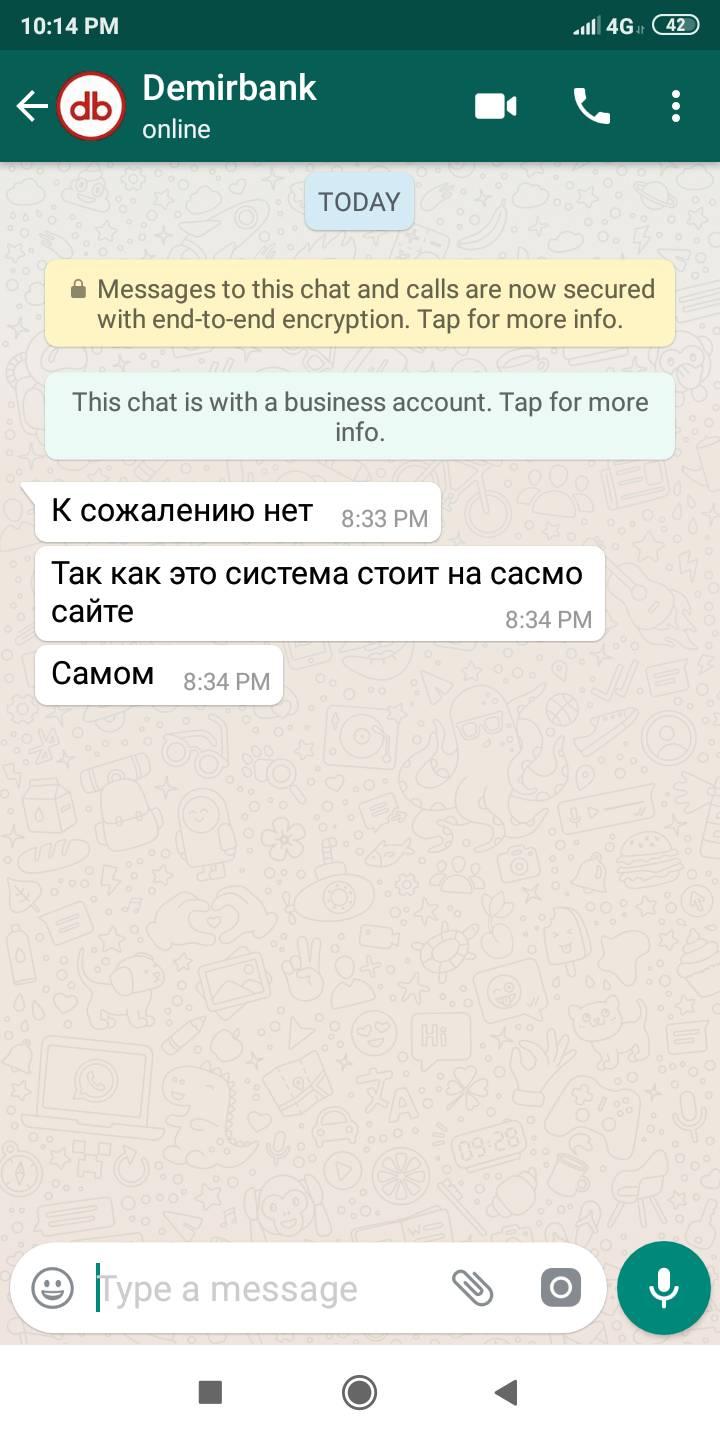 10:14 PM 4G 42
db
Demirbank
online
TODAY
Messages to this chat and calls are now secured
with end-to-end encryption. Tap for more info.
This chat is with a business account. Tap for more
info.
К сожалению нет 8:33 PM
Так как это система стоит на сасмо
сайте 8:34 PM
Самом 8:34 PM
Hi
09:28
Type a message